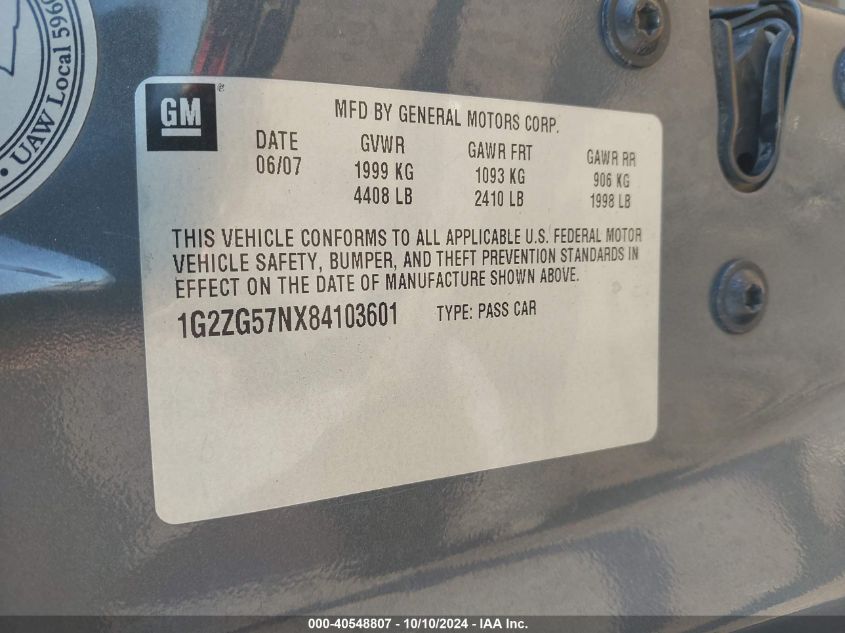 UAW Local 5960
GM
®
MFD BY GENERAL MOTORS CORP.
DATE GVWR GAWR FRT GAWR RR
06/07 1999 KG 1093 KG 906 KG
4408 LB 2410 LB 1998 LB
THIS VEHICLE CONFORMS TO ALL APPLICABLE U.S. FEDERAL MOTOR
VEHICLE SAFETY, BUMPER, AND THEFT PREVENTION STANDARDS IN
EFFECT ON THE DATE OF MANUFACTURE SHOWN ABOVE.
1G2ZG57NX84103601 TYPE: PASS CAR
000-40548807 - 10/10/2024 - IAA Inc.